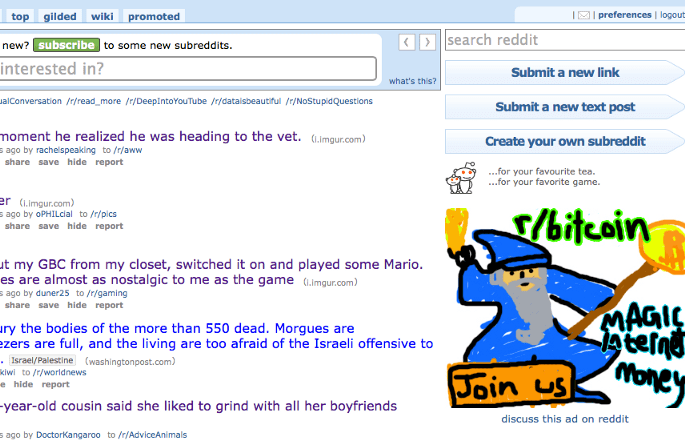 top gilded wiki promoted
| ✉ | preferences | logout
new? subscribe to some new subreddits.
interested in?
what's this?
search reddit
Submit a new link
Submit a new text post
Create your own subreddit
...for your favourite tea.
...for your favorite game.
ualConversation /r/read_more /r/DeepIntoYouTube /r/dataisbeautiful /r/NoStupidQuestions
moment he realized he was heading to the vet. (i.imgur.com)
s ago by rachelspeaking to /r/aww
share save hide report
er (i.imgur.com)
s ago by oPHILcial to /r/pics
share save hide report
ut my GBC from my closet, switched it on and played some Mario.
es are almost as nostalgic to me as the game (i.imgur.com)
s ago by duner25 to /r/gaming
share save hide report
ury the bodies of the more than 550 dead. Morgues are
ezers are full, and the living are too afraid of the Israeli offensive to
. Israel/Palestine (washingtonpost.com)
kiwi to /r/worldnews
e hide report
-year-old cousin said she liked to grind with all her boyfriends
s ago by DoctorKangaroo to /r/AdviceAnimals
r/bitcoin
MAGIC
Internet
Money
Join us
discuss this ad on reddit